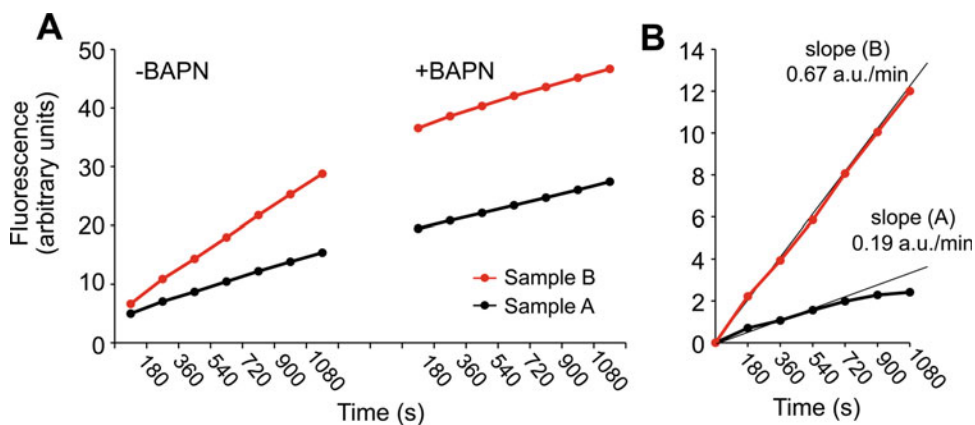 A
Fluorescence
(arbitrary units)
50
40
30
20
10
0
-BAPN
+BAPN
Sample B
Sample A
180
360
540
720
900
1080
180
360
540
720
900
1080
Time (s)
B
14
12
10
8
6
4
2
0
slope (B)
0.67 a.u./min
slope (A)
0.19 a.u./min
180
360
540
720
900
1080
Time (s)